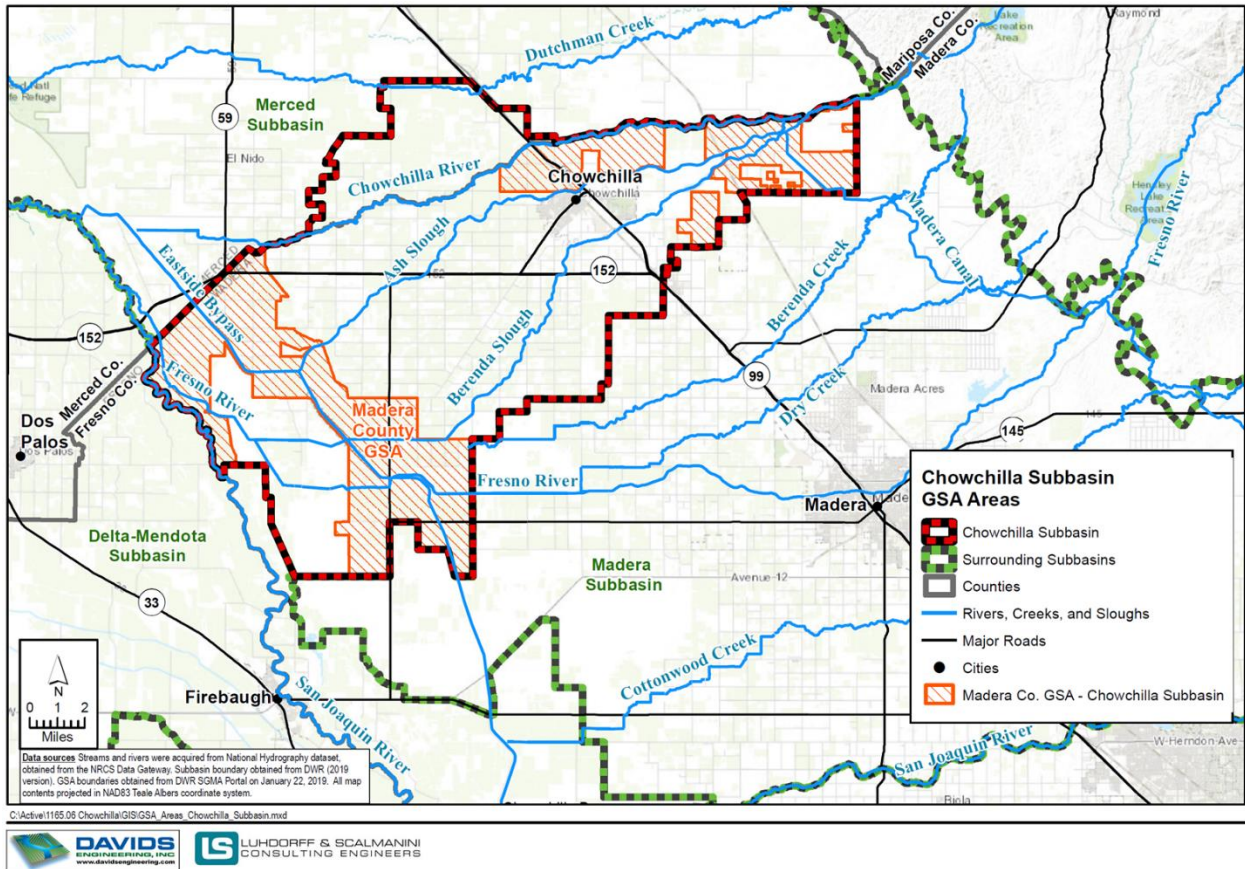 Lake
Recreation
Area
Raymond
Dutchman Creek
Mariposa Co.
Madera Co.
Merced
Subbasin
59
El Nido
Chowchilla River
Chowchilla
Chowchilla
Hensley
Lake
Recreat
Area
Fresno River
Ash Slough
Madera Canal
Eastside Bypass
MERCED
152
152
Berenda Creek
152
Merced Co.
Fresno Co.
Fresno River
Berenda Slough
99
Madera Acres
Dos
Palos
Dos Palos
Madera
County
GSA
Dry Creek
145
145
Fresno River
Madera
Made
Delta-Mendota
Subbasin
Madera
Subbasin
Avenue 12
33
Cottonwood Creek
Firebaugh
San Joaquin River
San Joaquin River
W-Herndon-Ave
Biola
Chowchilla Subbasin
GSA Areas
Chowchilla Subbasin
Surrounding Subbasins
Counties
Rivers, Creeks, and Sloughs
Major Roads
Cities
Madera Co. GSA - Chowchilla Subbasin
N
0 1 2
Miles
Data sources Streams and rivers were acquired from National Hydrography dataset,
obtained from the NRCS Data Gateway. Subbasin boundary obtained from DWR (2019
version). GSA boundaries obtained from DWR SGMA Portal on January 22, 2019. All map
contents projected in NAD83 Teale Albers coordinate system.
C:\Active\1165.06 Chowchilla\GIS\GSA_Areas_Chowchilla_Subbasin.mxd
DAVIDS
ENGINEERING, INC
www.davidsengineering.com
LS
LUHDORFF & SCALMANINI
CONSULTING ENGINEERS